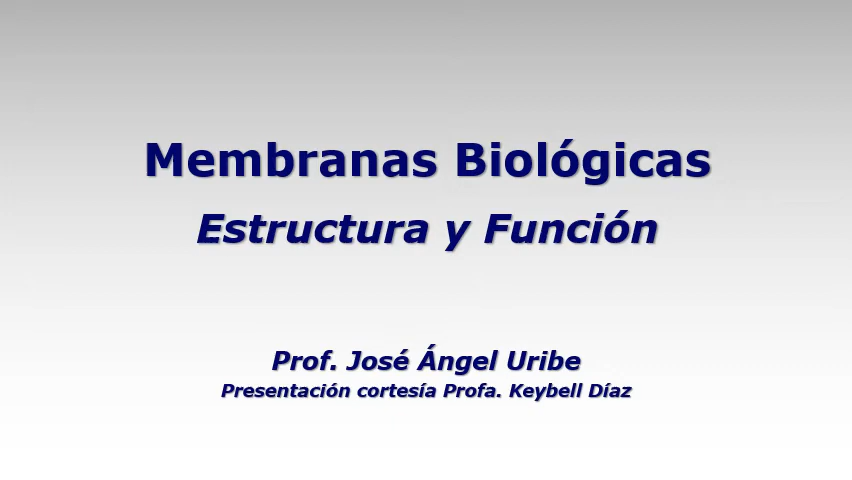 Membranas Biológicas
Estructura y Función
Prof. José Ángel Uribe
Presentación cortesía Profa. Keybell Díaz